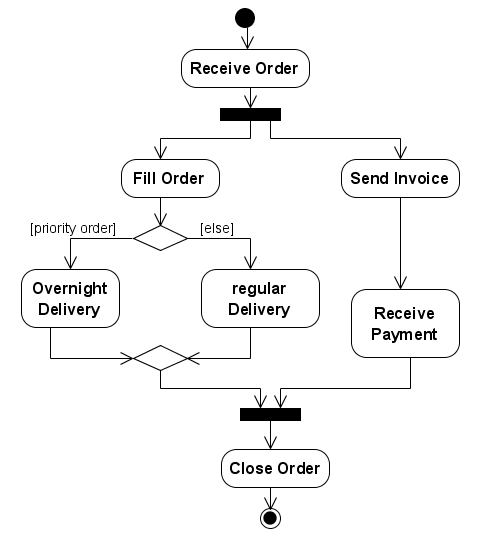 Receive Order
Fill Order
Send Invoice
[priority order]
[else]
Overnight
Delivery
regular
Delivery
Receive
Payment
Close Order